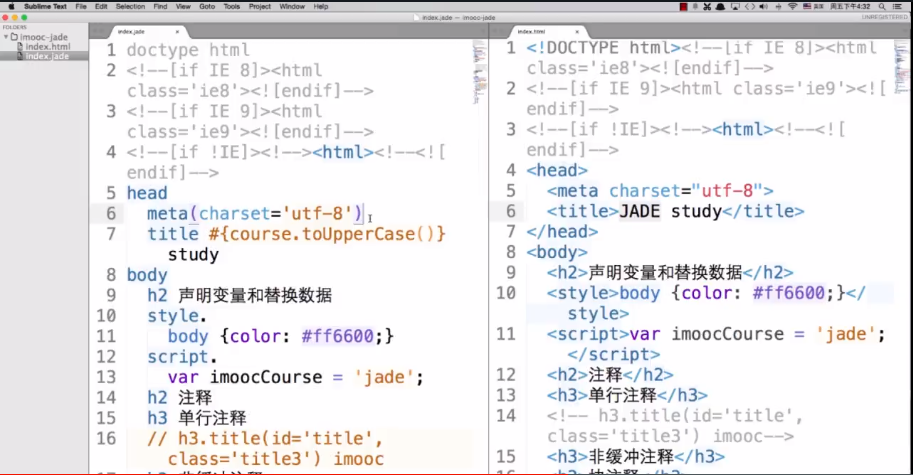 Sublime Text File Edit Selection Find View Goto Tools Project Window Help 周五下午4:32
index.jade — imooc-jade
UNREGISTERED
FOLDERS
imooc-jade
index.html
index.jade
index.jade
1 doctype html
2 <!--[if IE 8]><html
class='ie8'><![endif]-->
3 <!--[if IE 9]><html
class='ie9'><![endif]-->
4 <!--[if !IE]><!--><html><!--<![
endif]-->
5 head
6 meta(charset='utf-8')
7 title #{course.toUpperCase()}
study
8 body
9 h2 声明变量和替换数据
10 style.
11 body {color: #ff6600;}
12 script.
13 var imoocCourse = 'jade';
14 h2 注释
15 h3 单行注释
16 // h3.title(id='title',
class='title3') imooc
index.html
1 <!DOCTYPE html><!--[if IE 8]><html
class='ie8'><![endif]-->
2 <!--[if IE 9]><html class='ie9'><![
endif]-->
3 <!--[if !IE]><!--><html><!--<![
endif]-->
4 <head>
5 <meta charset="utf-8">
6 <title>JADE study</title>
7 </head>
8 <body>
9 <h2>声明变量和替换数据</h2>
10 <style>body {color: #ff6600;}</
style>
11 <script>var imoocCourse = 'jade';
</script>
12 <h2>注释</h2>
13 <h3>单行注释</h3>
14 <!-- h3.title(id='title',
class='title3') imooc-->
15 <h3>非缓冲注释</h3>